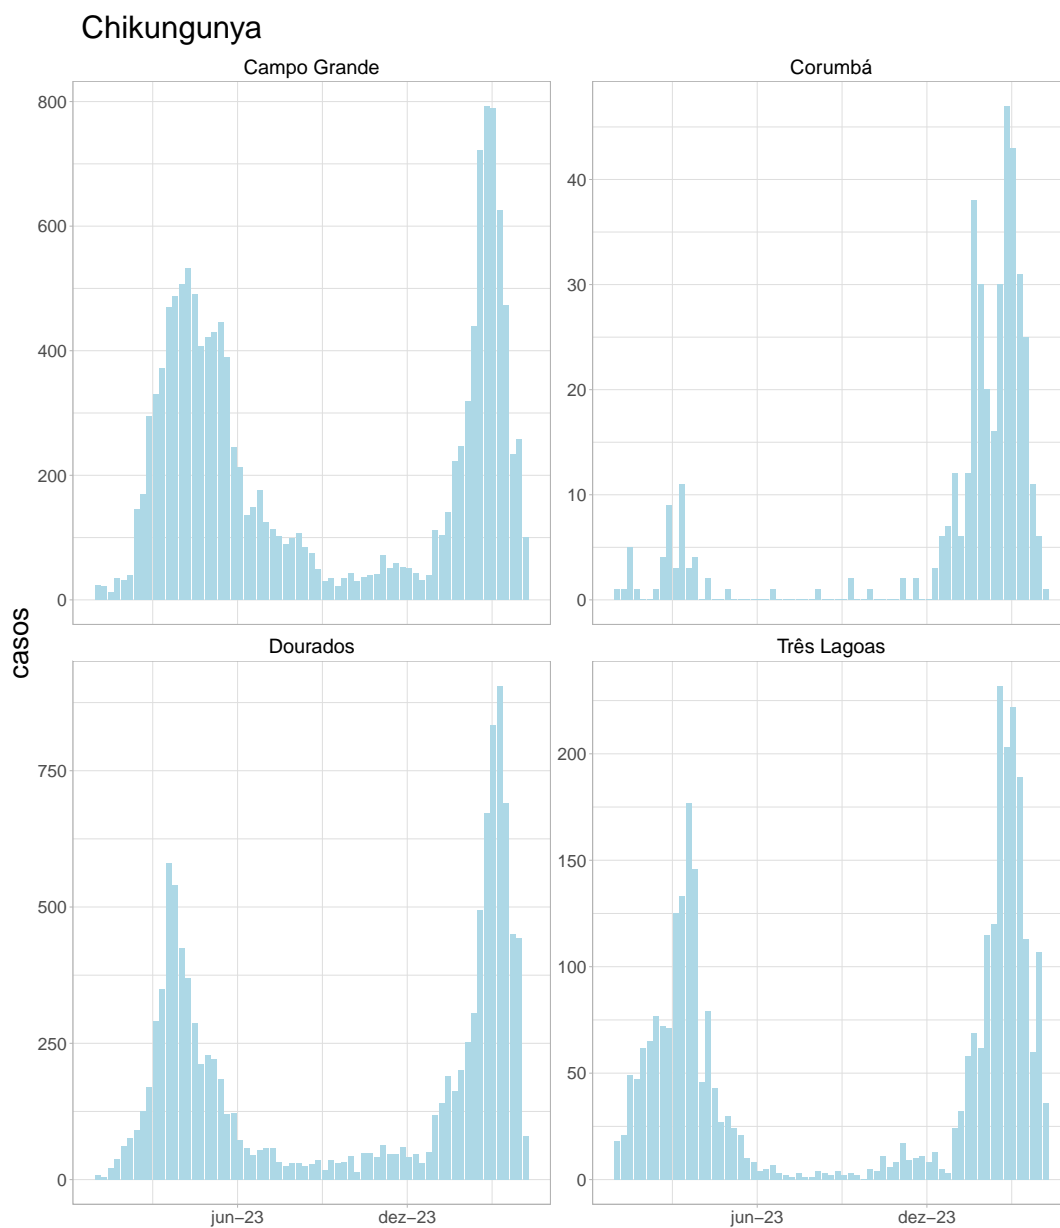 Chikungunya
Campo Grande
Corumbá
800
600
400
200
0
40
30
20
10
0
casos
Dourados
Três Lagoas
750
500
250
0
200
150
100
50
0
jun–23
dez–23
jun–23
dez–23